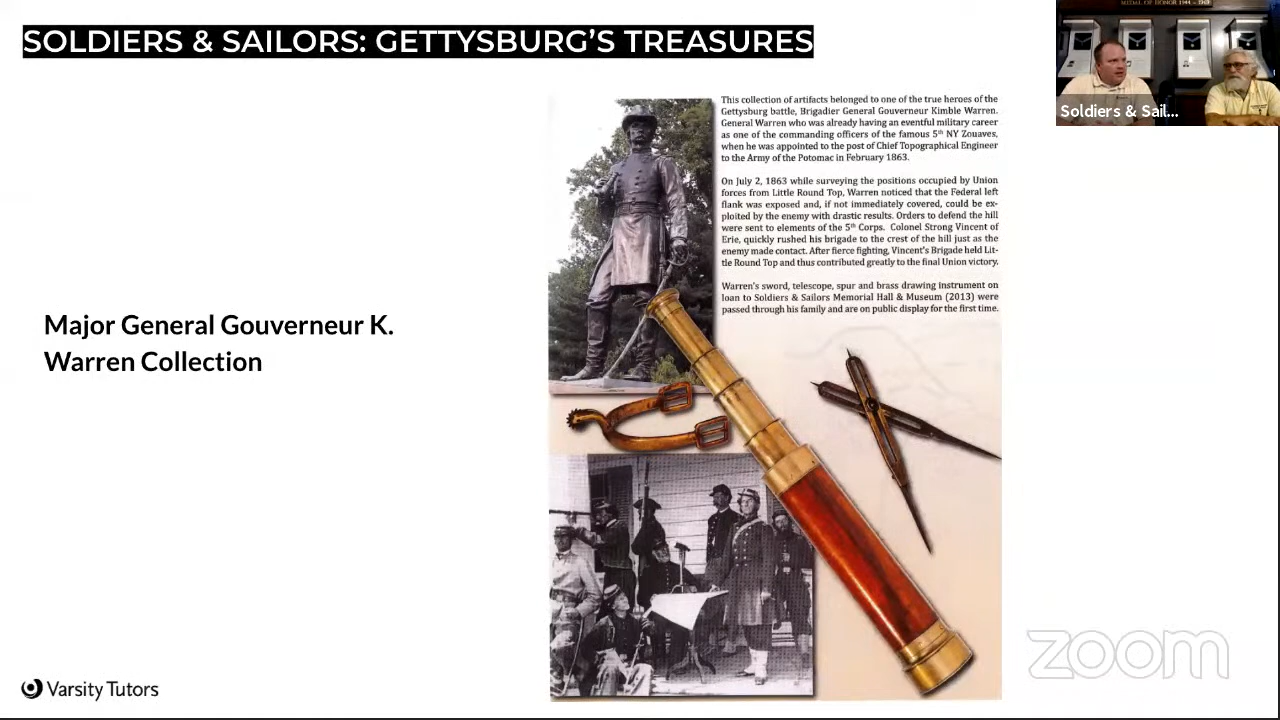 SOLDIERS & SAILORS: GETTYSBURG'S TREASURES
MEDAL OF HONOR 1944 - 1969
Soldiers & Sail...
This collection of artifacts belonged to one of the true heroes of the
Gettysburg battle, Brigadier General Gouverneur Kimble Warren.
General Warren who was already having an eventful military career
as one of the commanding officers of the famous 5th NY Zouaves,
when he was appointed to the post of Chief Topographical Engineer
to the Army of the Potomac in February 1863.
On July 2, 1863 while surveying the positions occupied by Union
forces from Little Round Top, Warren noticed that the Federal left
flank was exposed and, if not immediately covered, could be ex-
ploited by the enemy with drastic results. Orders to defend the hill
were sent to elements of the 5th Corps. Colonel Strong Vincent of
Erie, quickly rushed his brigade to the crest of the hill just as the
enemy made contact. After fierce fighting, Vincent's Brigade held Lit-
tle Round Top and thus contributed greatly to the final Union victory.
Warren's sword, telescope, spur and brass drawing instrument on
loan to Soldiers & Sailors Memorial Hall & Museum (2013) were
passed through his family and are on public display for the first time.
Major General Gouverneur K.
Warren Collection
Varsity Tutors
zoom